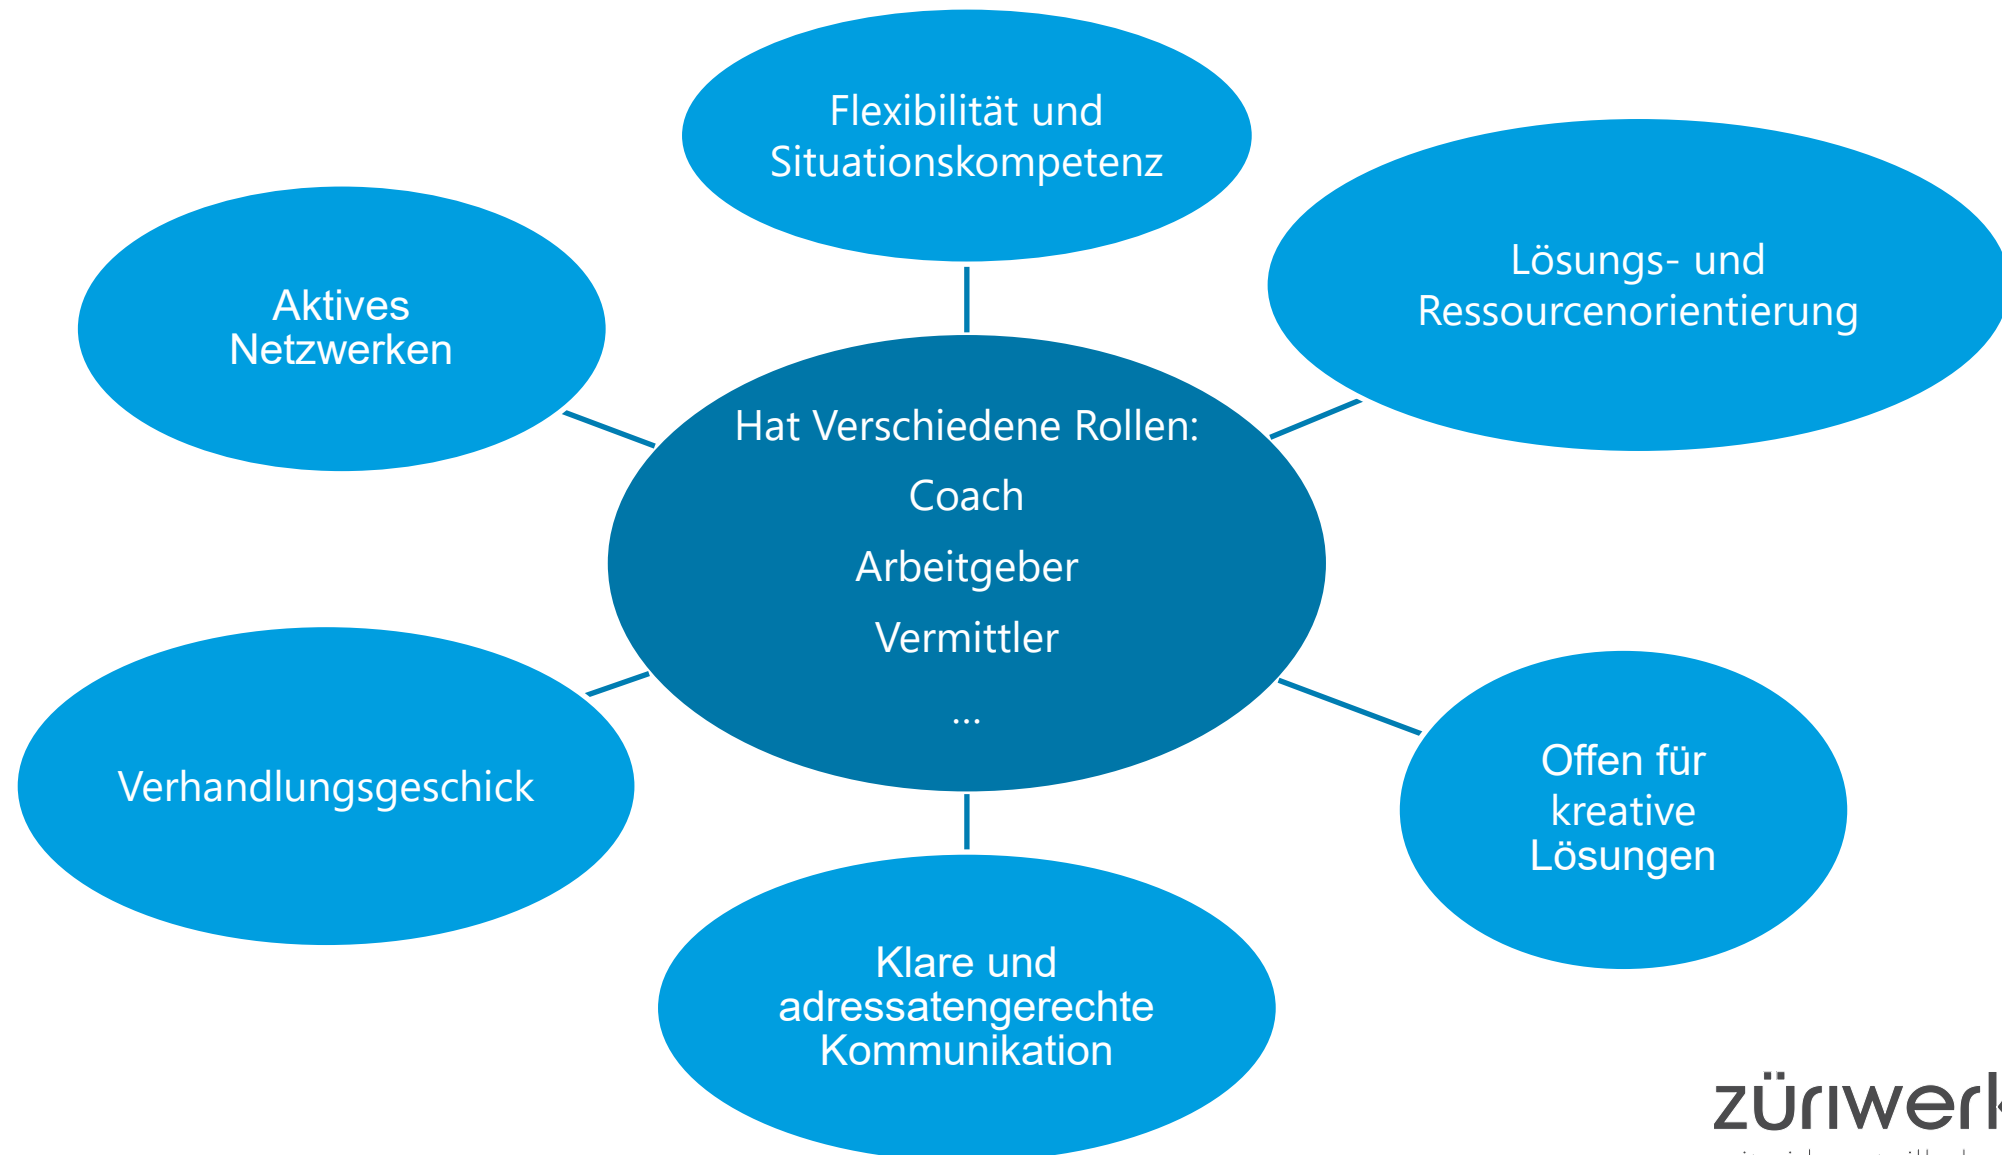 Flexibilität und
Situationskompetenz
Lösungs- und
Ressourcenorientierung
Aktives
Netzwerken
Hat Verschiedene Rollen:
Coach
Arbeitgeber
Vermittler
...
Verhandlungsgeschick
Offen für
kreative
Lösungen
Klare und
adressatengerechte
Kommunikation
züriwerk